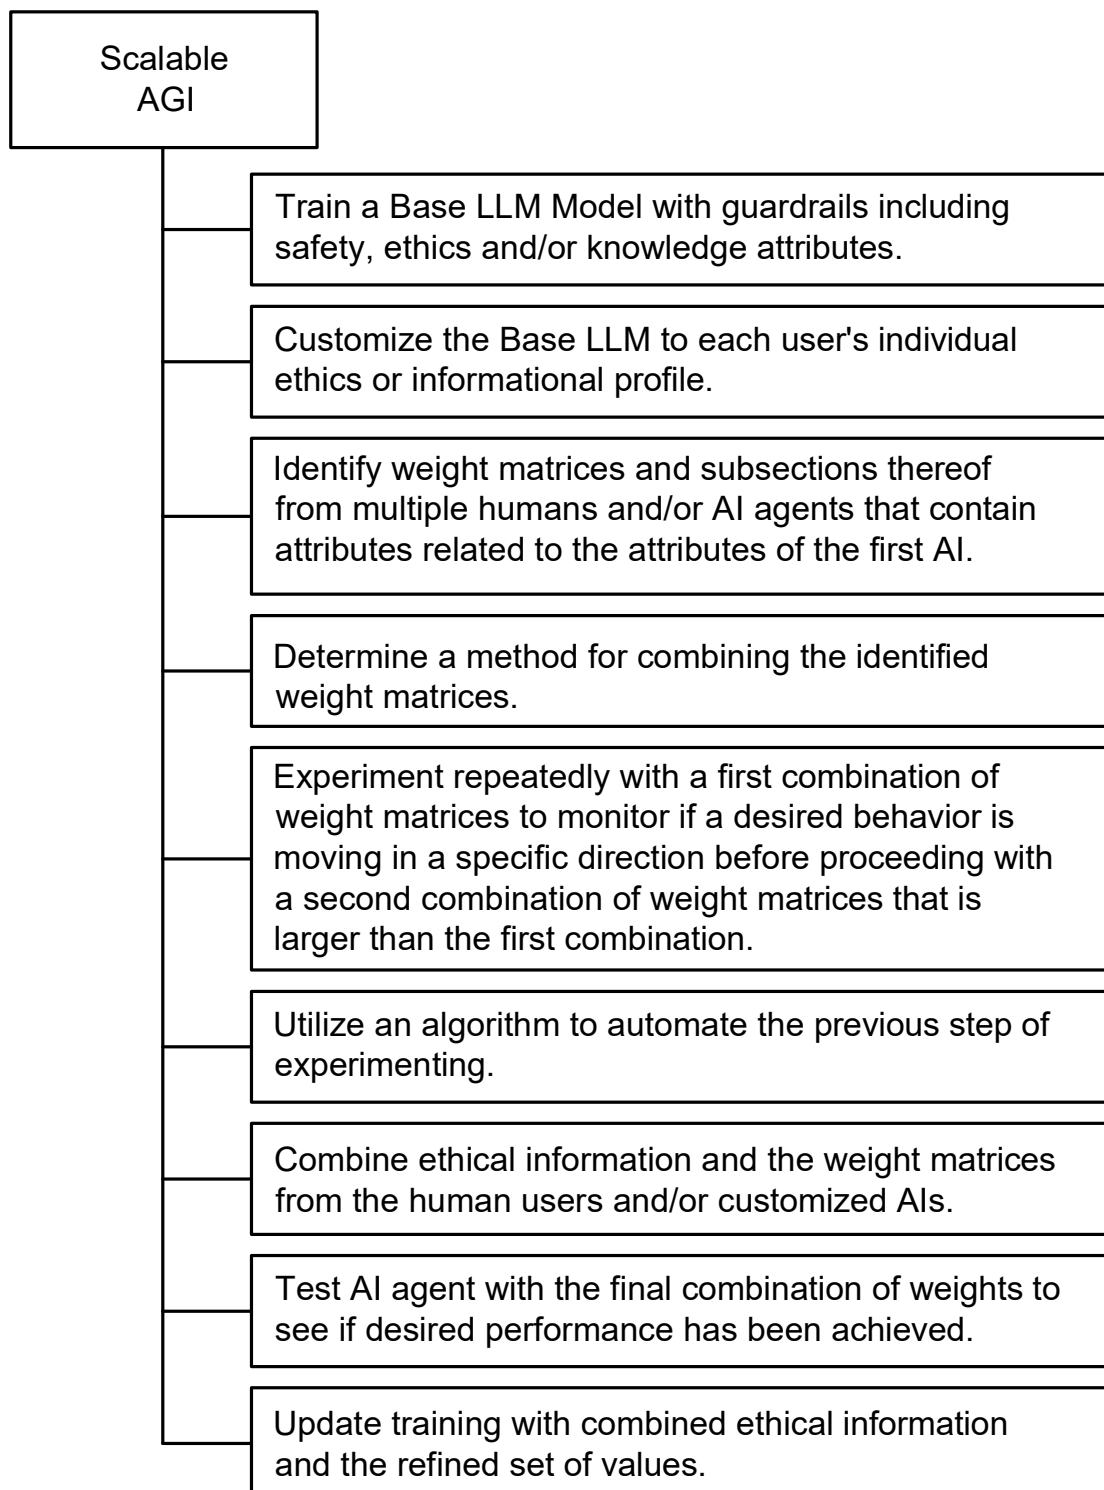 Scalable
AGI
Train a Base LLM Model with guardrails including
safety, ethics and/or knowledge attributes.
Customize the Base LLM to each user's individual
ethics or informational profile.
Identify weight matrices and subsections thereof
from multiple humans and/or AI agents that contain
attributes related to the attributes of the first AI.
Determine a method for combining the identified
weight matrices.
Experiment repeatedly with a first combination of
weight matrices to monitor if a desired behavior is
moving in a specific direction before proceeding with
a second combination of weight matrices that is
larger than the first combination.
Utilize an algorithm to automate the previous step of
experimenting.
Combine ethical information and the weight matrices
from the human users and/or customized AIs.
Test AI agent with the final combination of weights to
see if desired performance has been achieved.
Update training with combined ethical information
and the refined set of values.